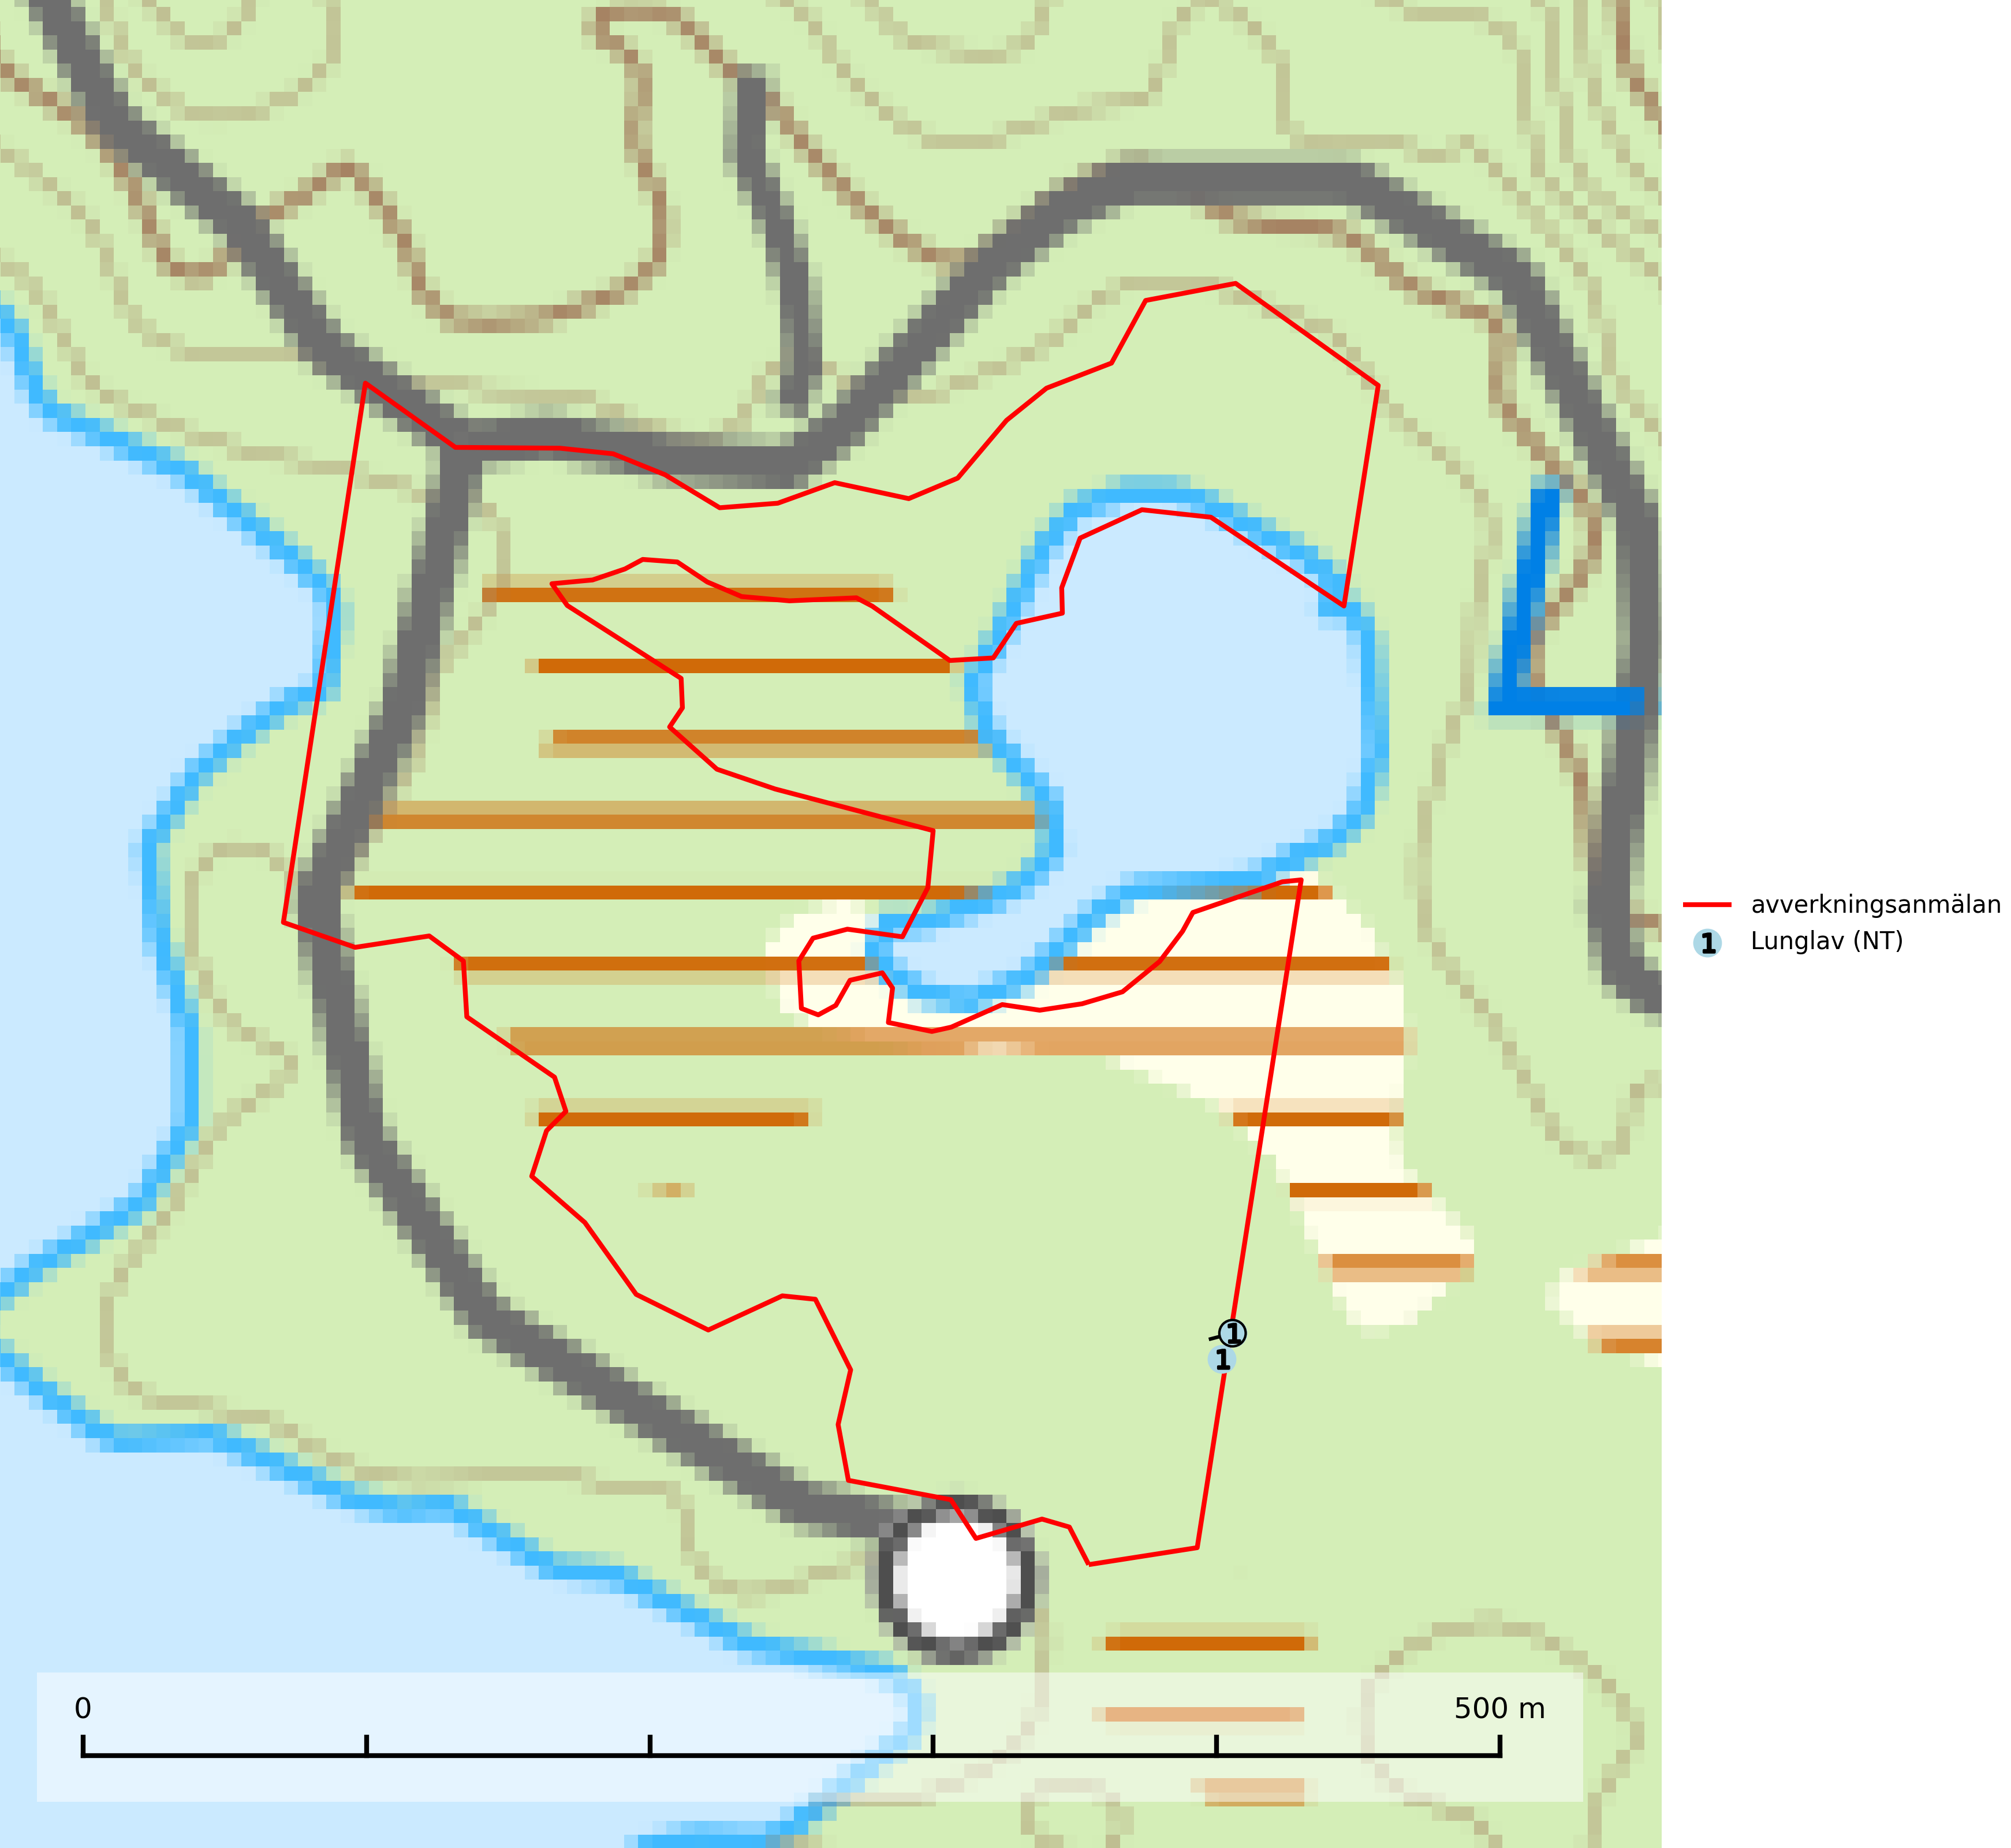 avverkningsanmälan
1 Lunglav (NT)
1
1
0 500 m